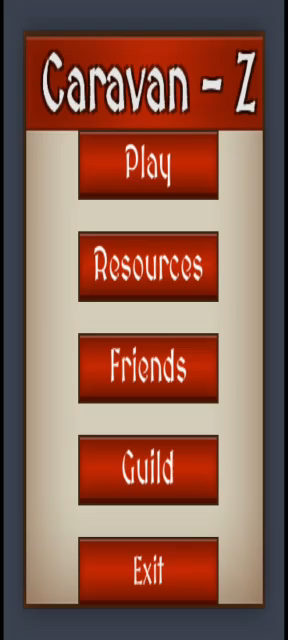 Caravan - Z
Play
Resources
Friends
Guild
Exit